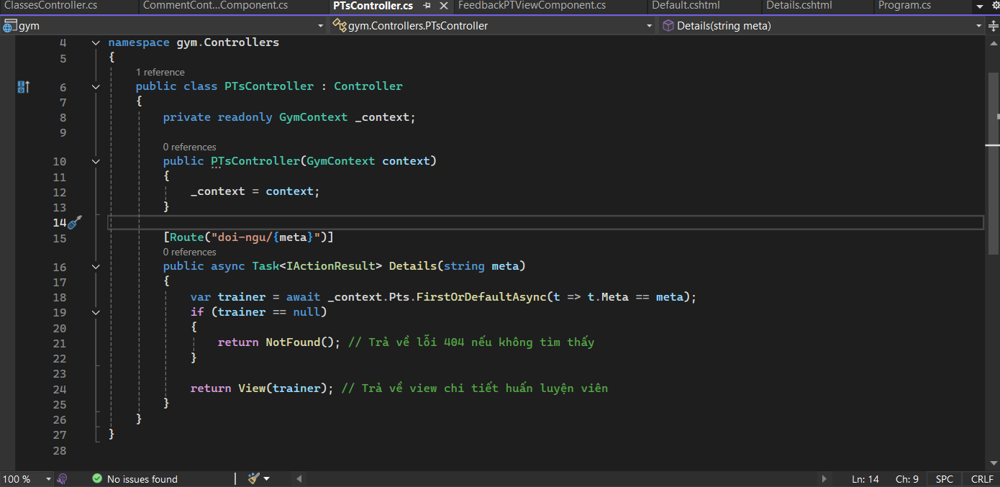 ClassesController.cs CommentCont...Component.cs PTsController.cs FeedbackPTViewComponent.cs Default.cshtml Details.cshtml Program.cs
gym gym.Controllers.PTsController Details(string meta)
4 namespace gym.Controllers
5 {
1 reference
6 public class PTsController : Controller
7 {
8 private readonly GymContext _context;
9
0 references
10 public PTsController(GymContext context)
11 {
12 _context = context;
13 }
14
15 [Route("doi-ngu/{meta}")]
0 references
16 public async Task<IActionResult> Details(string meta)
17 {
18 var trainer = await _context.Pts.FirstOrDefaultAsync(t => t.Meta == meta);
19 if (trainer == null)
20 {
21 return NotFound(); // Trả về lỗi 404 nếu không tìm thấy
22 }
23
24 return View(trainer); // Trả về view chi tiết huấn luyện viên
25 }
26 }
27 }
28
100 % No issues found Ln: 14 Ch: 9 SPC CRLF